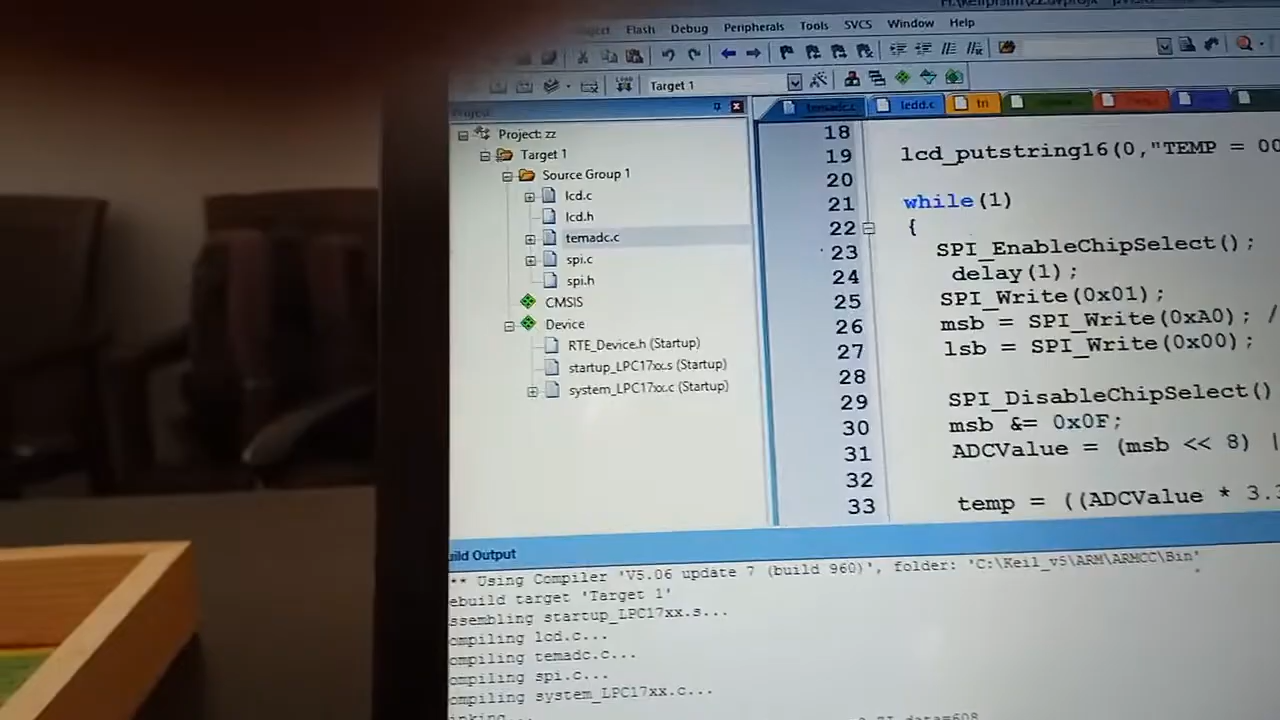 Flash Debug Peripherals Tools SVCS Window Help
LOAD Target 1
temadc.c ledd.c tri
Project: zz
Target 1
Source Group 1
lcd.c
lcd.h
temadc.c
spi.c
spi.h
CMSIS
Device
RTE_Device.h (Startup)
startup_LPC17xx.s (Startup)
system_LPC17xx.c (Startup)
18
19 lcd_putstring16(0,"TEMP = 00
20
21 while(1)
22 {
23 SPI_EnableChipSelect();
24 delay(1);
25 SPI_Write(0x01);
26 msb = SPI_Write(0xA0); /
27 lsb = SPI_Write(0x00);
28
29 SPI_DisableChipSelect()
30 msb &= 0x0F;
31 ADCValue = (msb << 8) |
32
33 temp = ((ADCValue * 3.3
uild Output
** Using Compiler 'V5.06 update 7 (build 960)', folder: 'C:\Keil_v5\ARM\ARMCC\Bin'
ebuild target 'Target 1'
ssembling startup_LPC17xx.s...
ompiling lcd.c...
ompiling temadc.c...
ompiling spi.c...
ompiling system_LPC17xx.c...
inking...